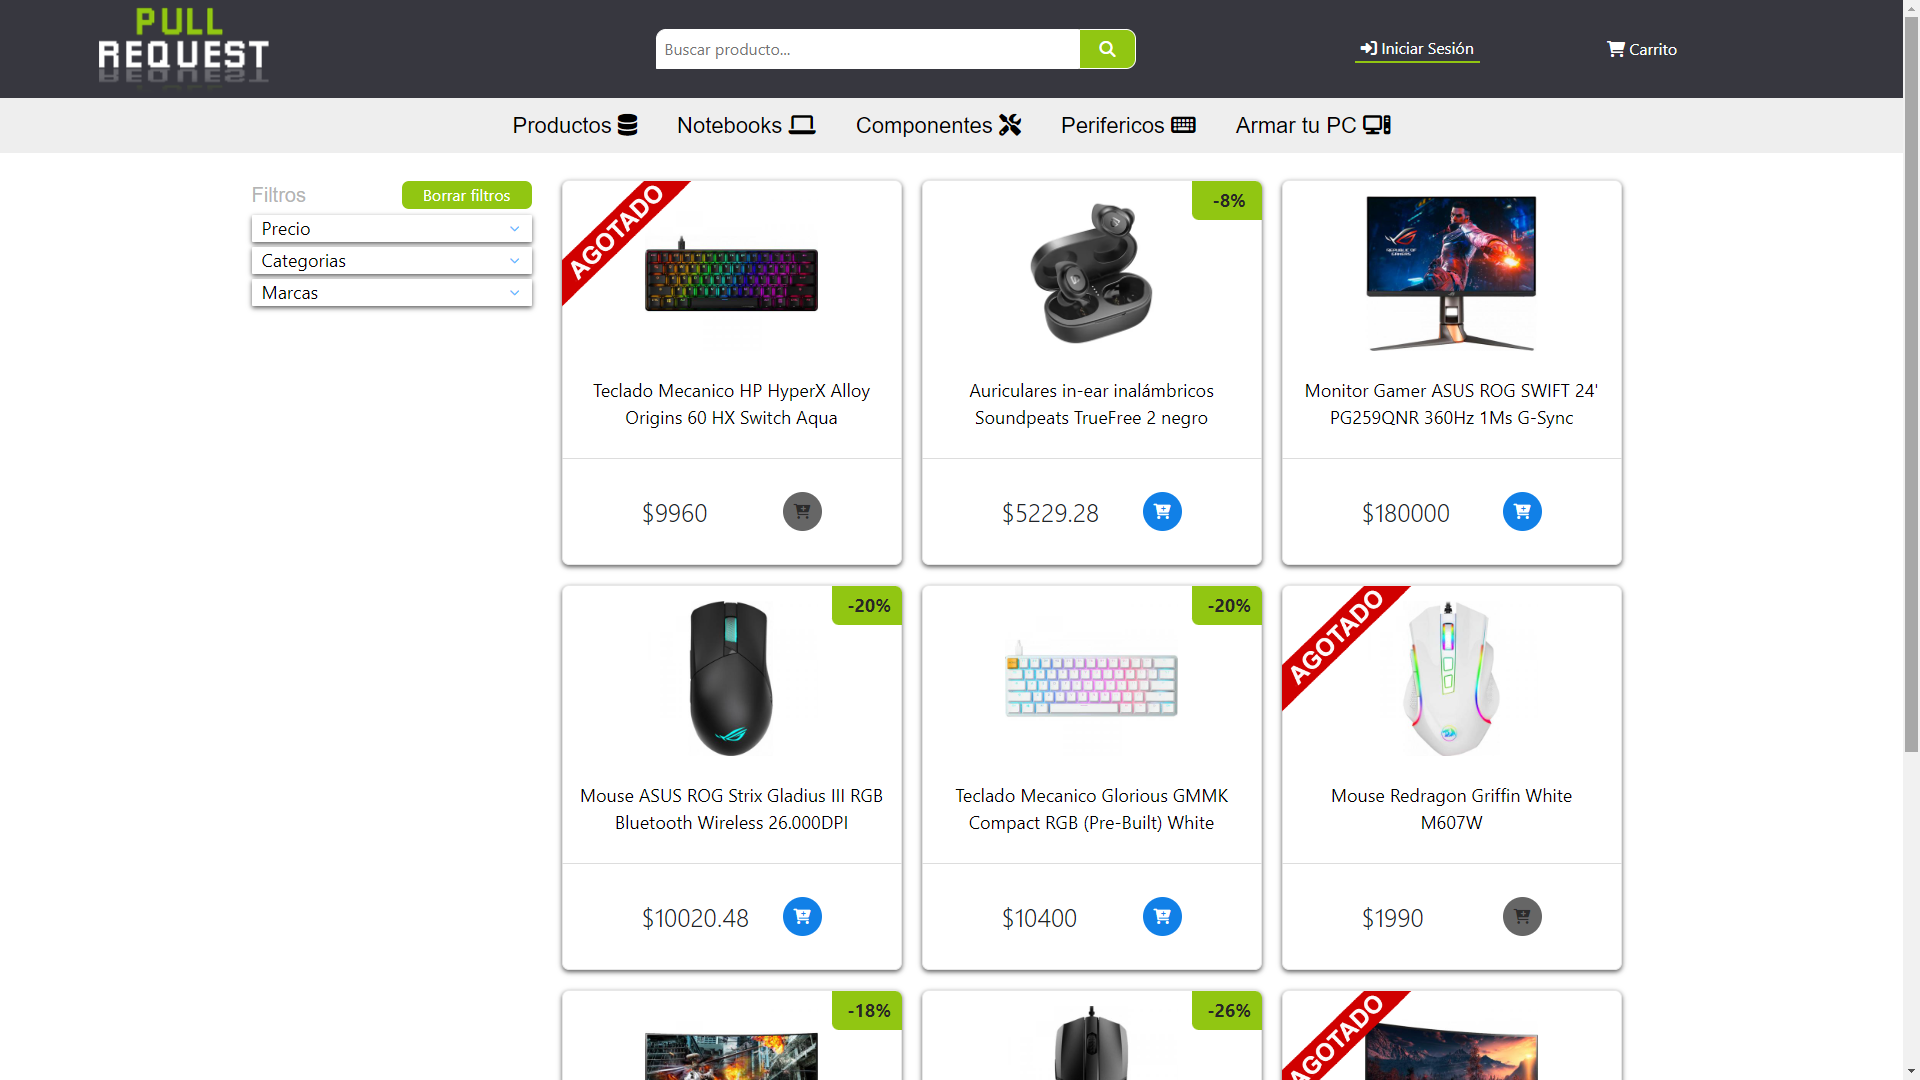 PULL
REQUEST
Buscar producto...
Iniciar Sesión
Carrito
Productos
Notebooks
Componentes
Perifericos
Armar tu PC
Filtros
Borrar filtros
Precio
Categorias
Marcas
AGOTADO
Teclado Mecanico HP HyperX Alloy
Origins 60 HX Switch Aqua
$9960
-8%
Auriculares in-ear inalámbricos
Soundpeats TrueFree 2 negro
$5229.28
REPUBLIC OF
GAMERS
Monitor Gamer ASUS ROG SWIFT 24'
PG259QNR 360Hz 1Ms G-Sync
$180000
-20%
Mouse ASUS ROG Strix Gladius III RGB
Bluetooth Wireless 26.000DPI
$10020.48
-20%
Teclado Mecanico Glorious GMMK
Compact RGB (Pre-Built) White
$10400
AGOTADO
Mouse Redragon Griffin White
M607W
$1990
-18%
-26%
AGOTADO